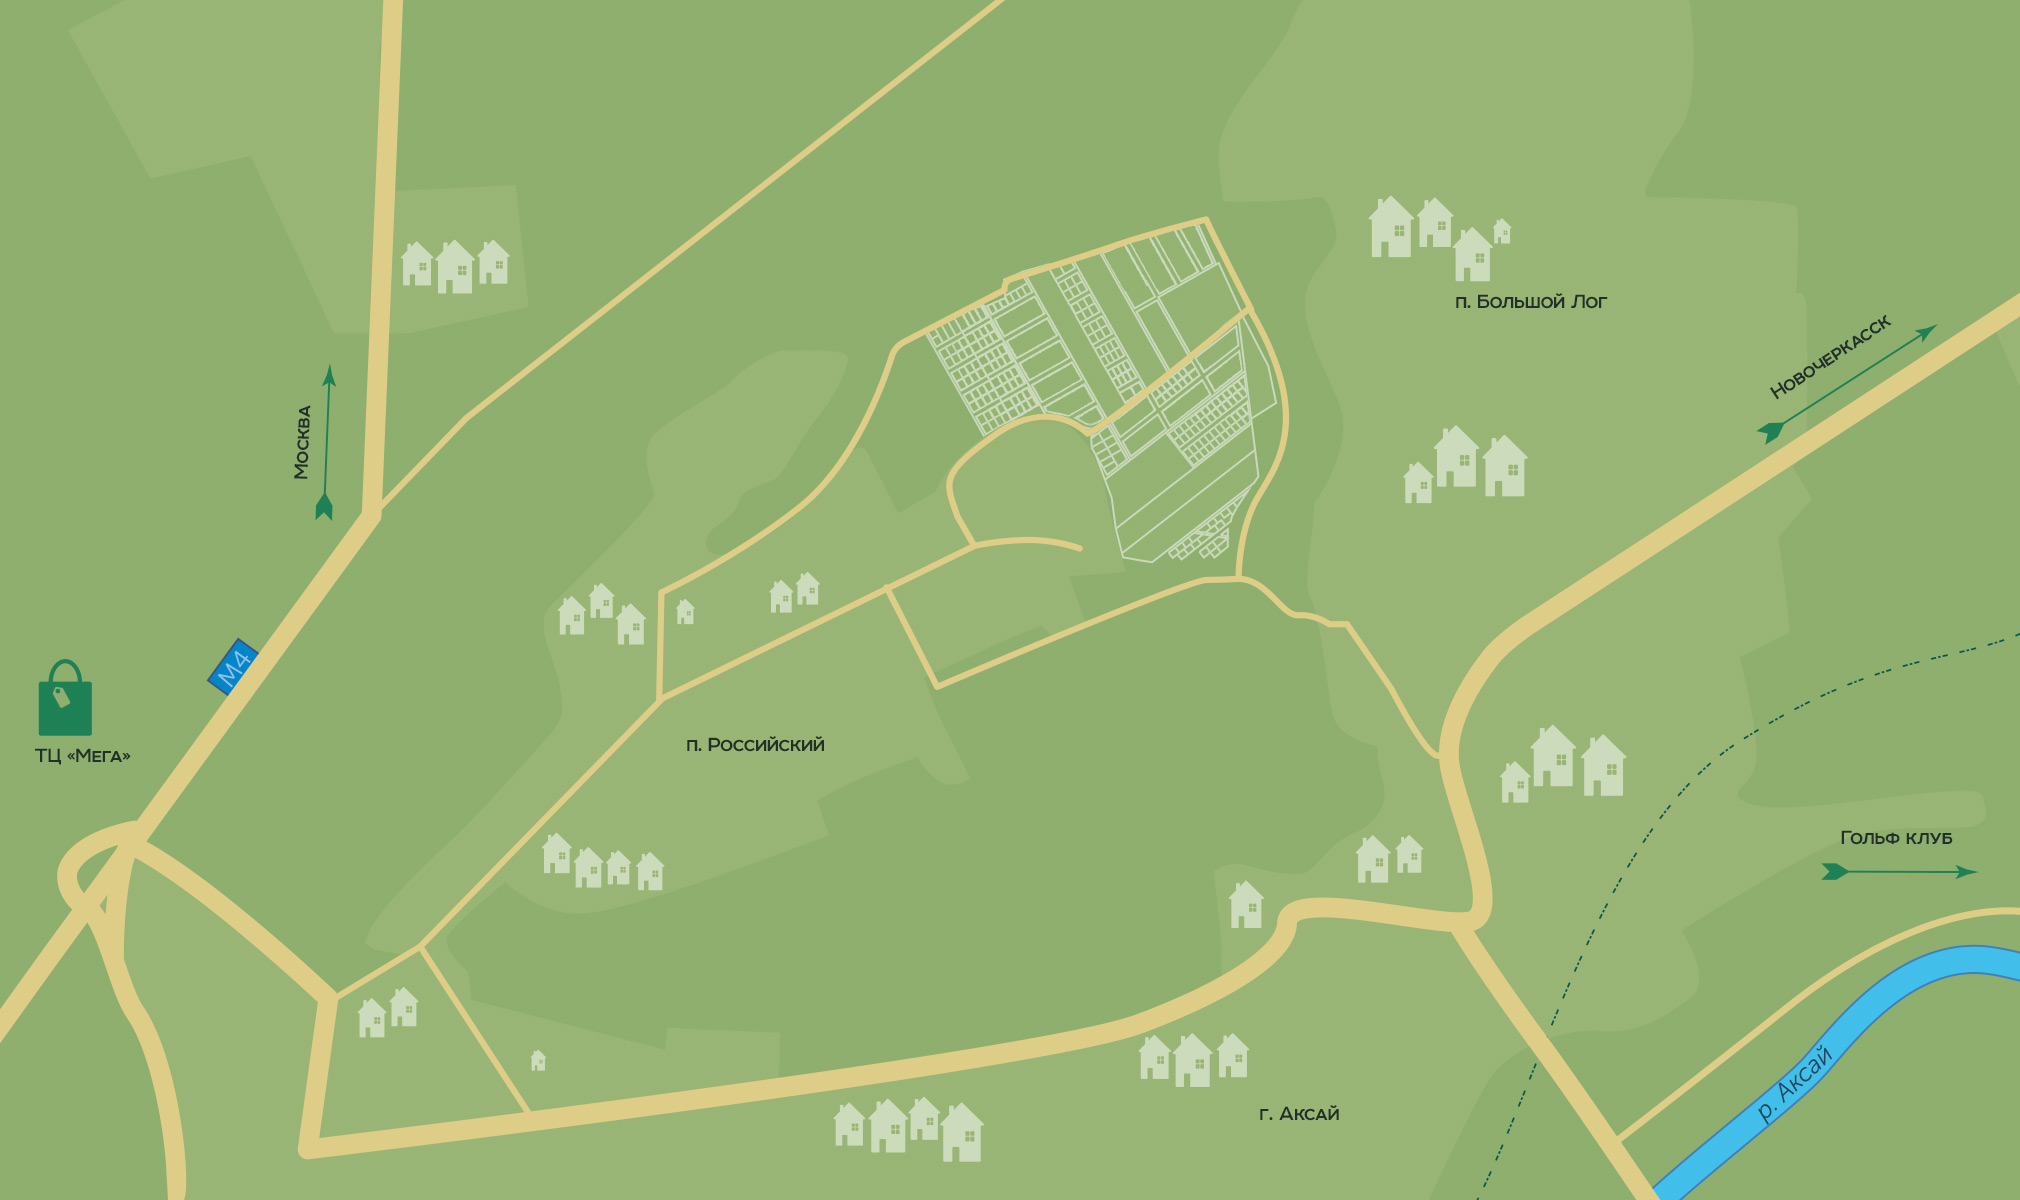 п. Большой Лог
Новочеркасск
Москва
М4
ТЦ «Мега»
п. Российский
Гольф клуб
р. Аксай
г. Аксай